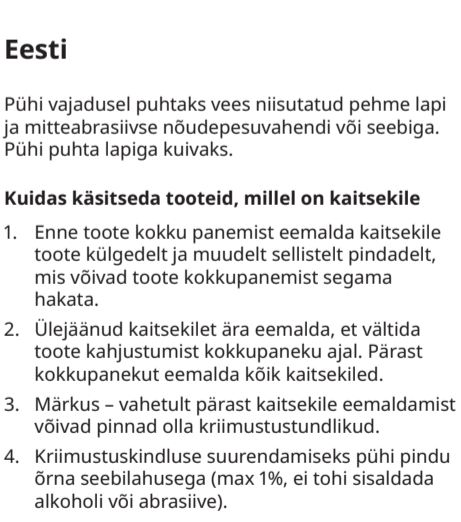 Eesti
Pühi vajadusel puhtaks vees niisutatud pehme lapi
ja mitteabrasiivse nõudepesuvahendi või seebiga.
Pühi puhta lapiga kuivaks.
Kuidas käsitseda tooteid, millel on kaitsekile
1. Enne toote kokku panemist eemalda kaitsekile
toote külgedelt ja muudelt sellistelt pindadelt,
mis võivad toote kokkupanemist segama
hakata.
2. Ülejäänud kaitsekilet ära eemalda, et vältida
toote kahjustumist kokkupaneku ajal. Pärast
kokkupanekut eemalda kõik kaitsekiled.
3. Märkus – vahetult pärast kaitsekile eemaldamist
võivad pinnad olla kriimustustundlikud.
4. Kriimustuskindluse suurendamiseks pühi pindu
õrna seebilahusega (max 1%, ei tohi sisaldada
alkoholi või abrasiive).